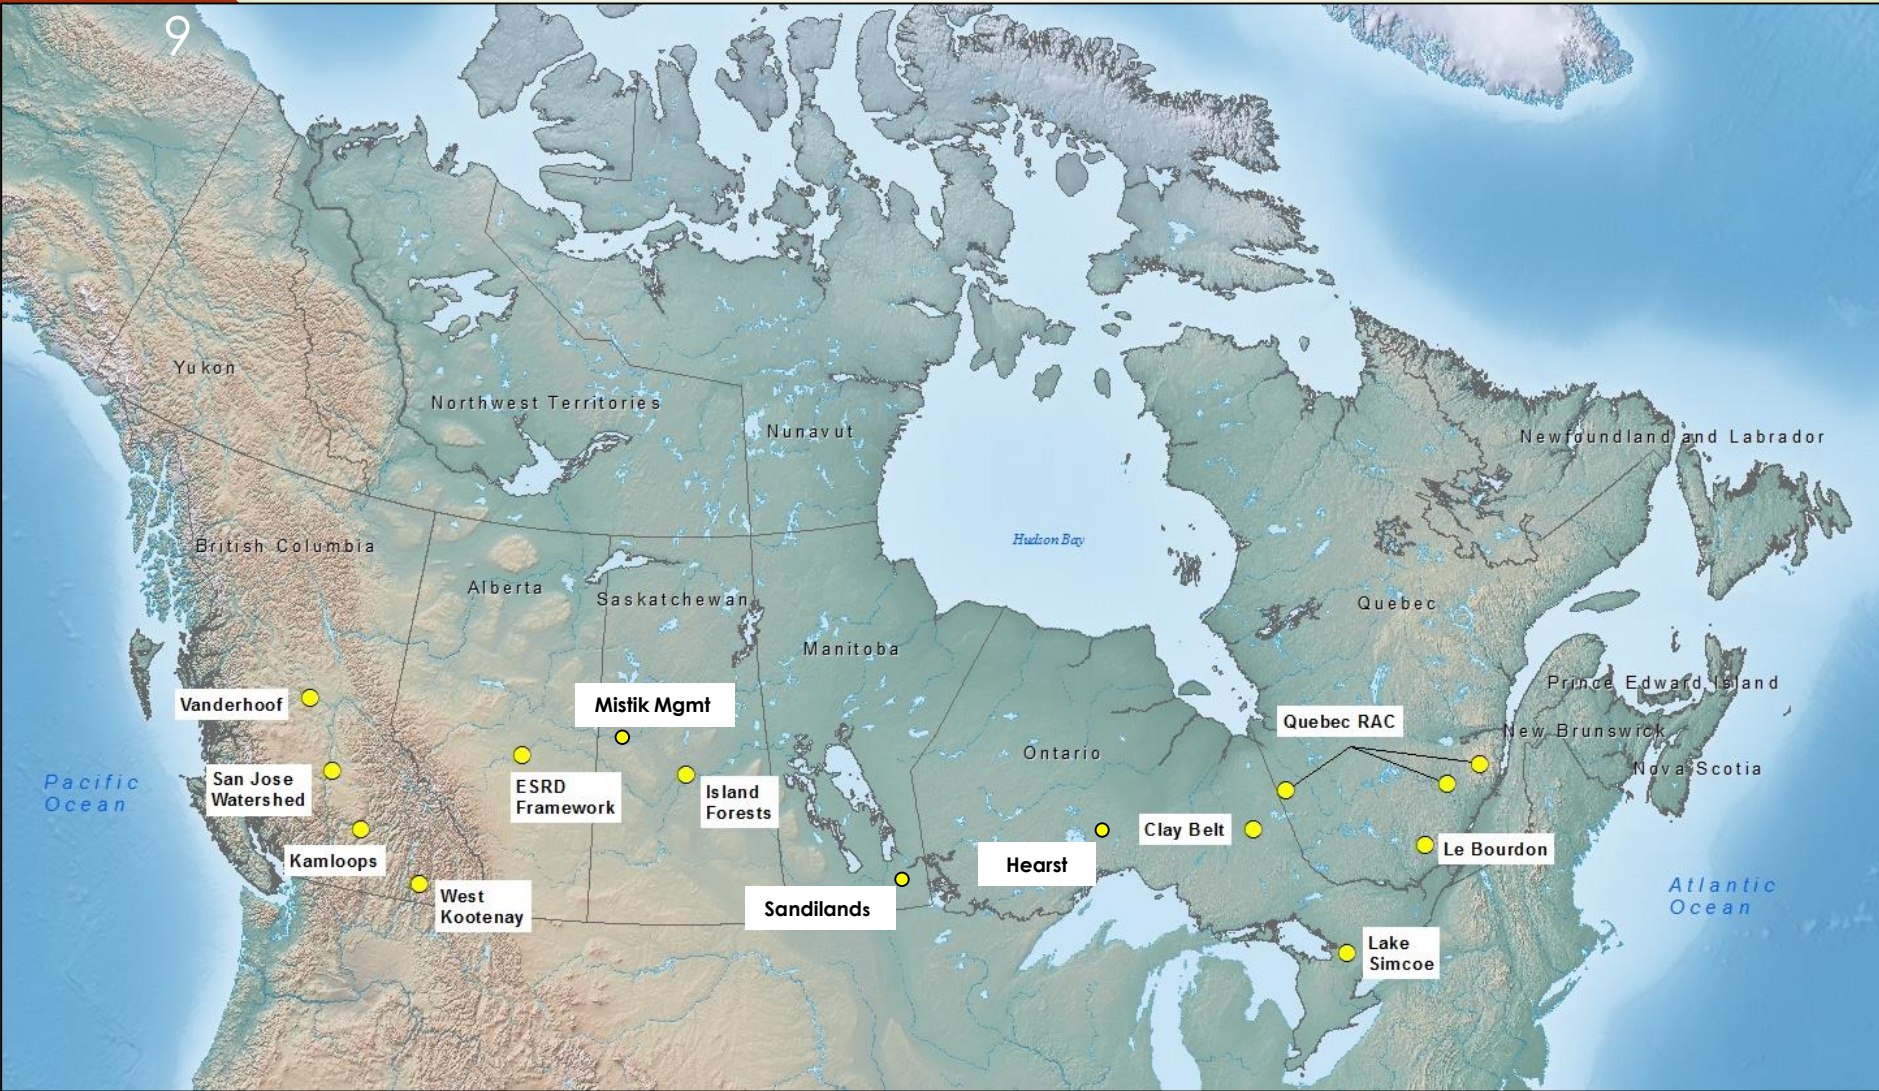 9
Yukon
Northwest Territories
Nunavut
Newfoundland and Labrador
British Columbia
Hudson Bay
Alberta
Saskatchewan
Quebec
Manitoba
Prince Edward Island
Vanderhoof
Mistik Mgmt
Quebec RAC
New Brunswick
Ontario
Nova Scotia
Pacific
Ocean
San Jose
Watershed
ESRD
Framework
Island
Forests
Clay Belt
Le Bourdon
Kamloops
Hearst
West
Kootenay
Sandilands
Atlantic
Ocean
Lake
Simcoe